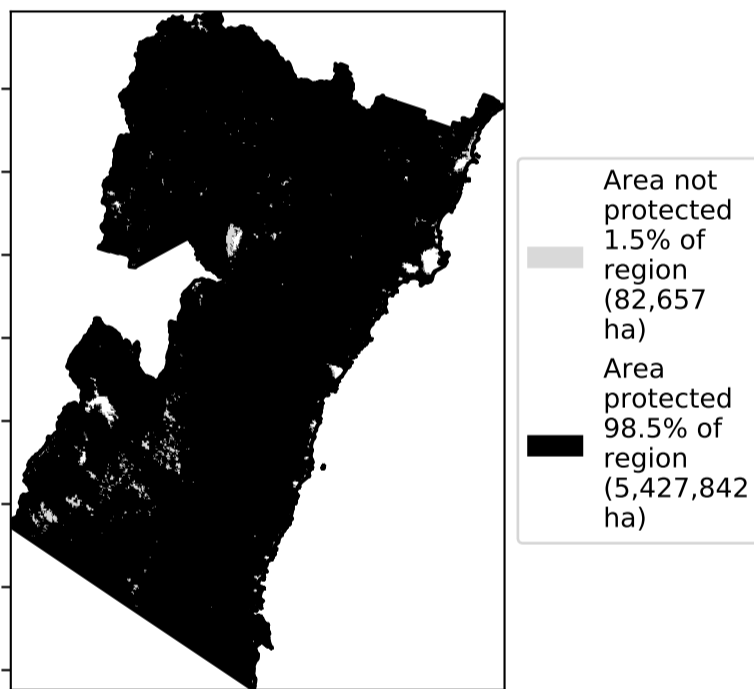 Area not
protected
1.5% of
region
(82,657
ha)
Area
protected
98.5% of
region
(5,427,842
ha)